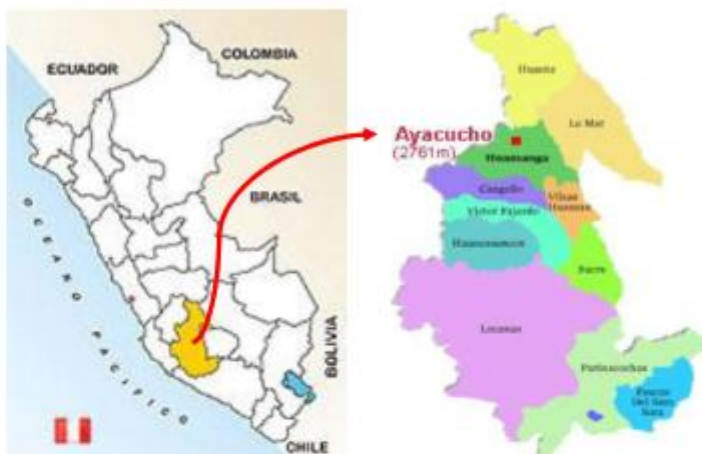 COLOMBIA
ECUADOR
BRASIL
OCEANO PACIFICO
BOLIVIA
CHILE
Ayacucho
(2761m)
Huanta
La Mar
Huamanga
Cangallo
Vilcas
Huaman
Victor Fajardo
Huancasancos
Sucre
Lucanas
Parinacochas
Paucar
Del Sara
Sara